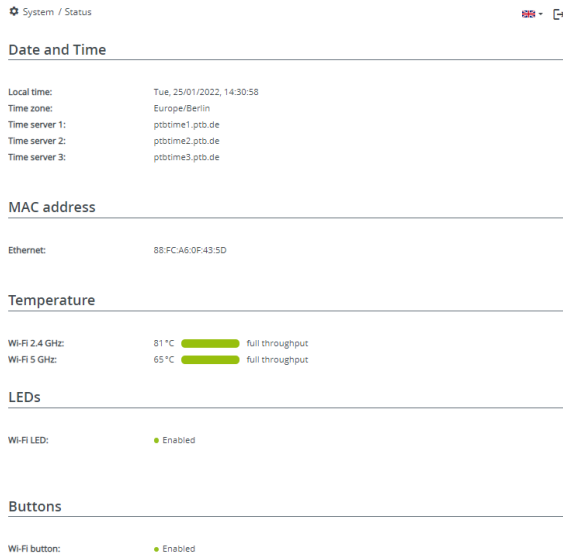 System / Status
Date and Time
Local time: Tue, 25/01/2022, 14:30:58
Time zone: Europe/Berlin
Time server 1: ptbtime1.ptb.de
Time server 2: ptbtime2.ptb.de
Time server 3: ptbtime3.ptb.de
MAC address
Ethernet: 88:FC:A6:0F:43:5D
Temperature
Wi-Fi 2.4 GHz: 81°C full throughput
Wi-Fi 5 GHz: 65°C full throughput
LEDs
Wi-Fi LED: Enabled
Buttons
Wi-Fi button: Enabled